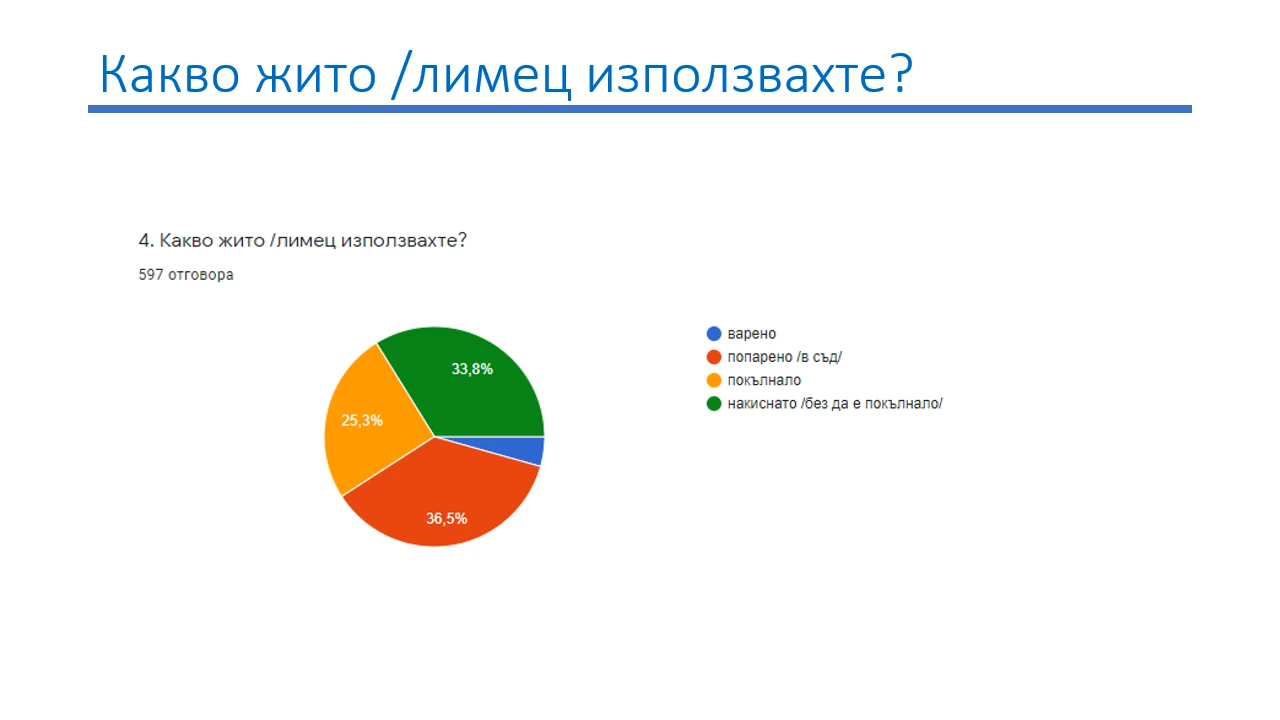 Какво жито /лимец използвахте?
4. Какво жито /лимец използвахте?
597 отговора
33,8%
25,3%
36,5%
варено
попарено /в съд/
покълнало
накиснато /без да е покълнало/